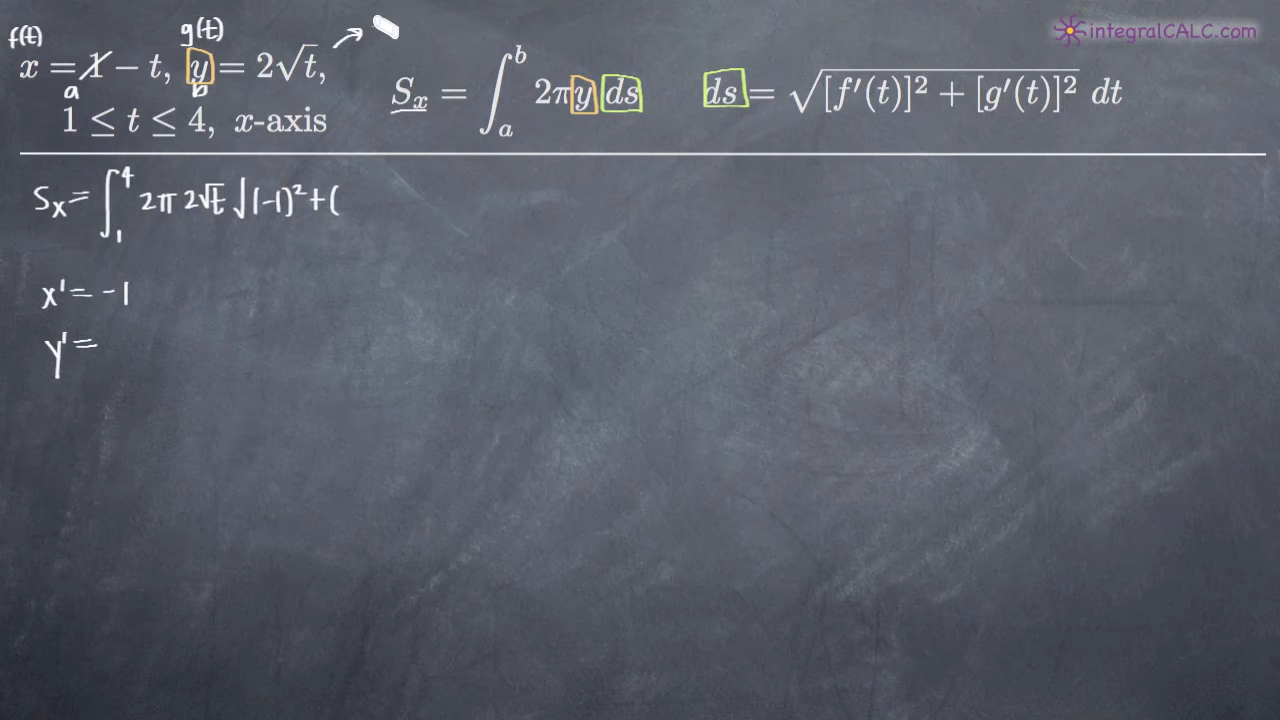 f(t) g(t)
x = 1 − t, y = 2√t,
a b
1 ≤ t ≤ 4, x-axis
S_x = ∫_a^b 2πy ds
ds = √([f′(t)]² + [g′(t)]²) dt
integralCALC.com
S_x = ∫_1^4 2π 2√t √(-1)² + (
x' = -1
y' =